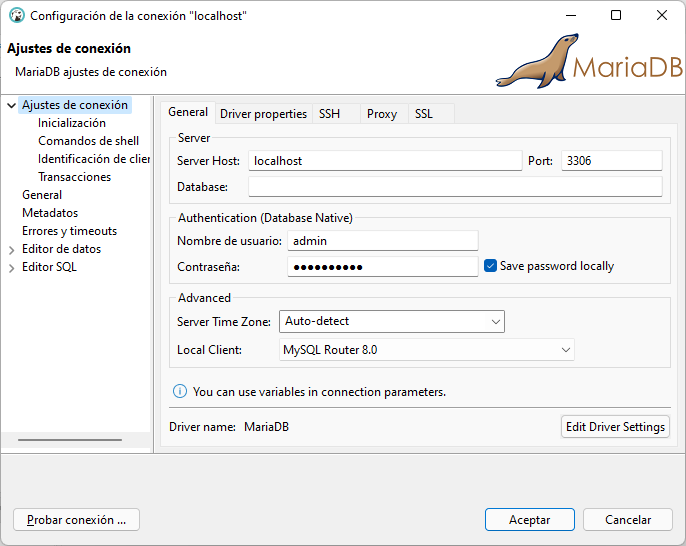 Configuración de la conexión "localhost"
Ajustes de conexión
MariaDB ajustes de conexión
MariaDB
Ajustes de conexión
Inicialización
Comandos de shell
Identificación de clier
Transacciones
General
Metadatos
Errores y timeouts
Editor de datos
Editor SQL
General Driver properties SSH Proxy SSL
Server
Server Host: localhost Port: 3306
Database:
Authentication (Database Native)
Nombre de usuario: admin
Contraseña: ●●●●●●●●●● Save password locally
Advanced
Server Time Zone: Auto-detect
Local Client: MySQL Router 8.0
You can use variables in connection parameters.
Driver name: MariaDB Edit Driver Settings
Probar conexión ... Aceptar Cancelar